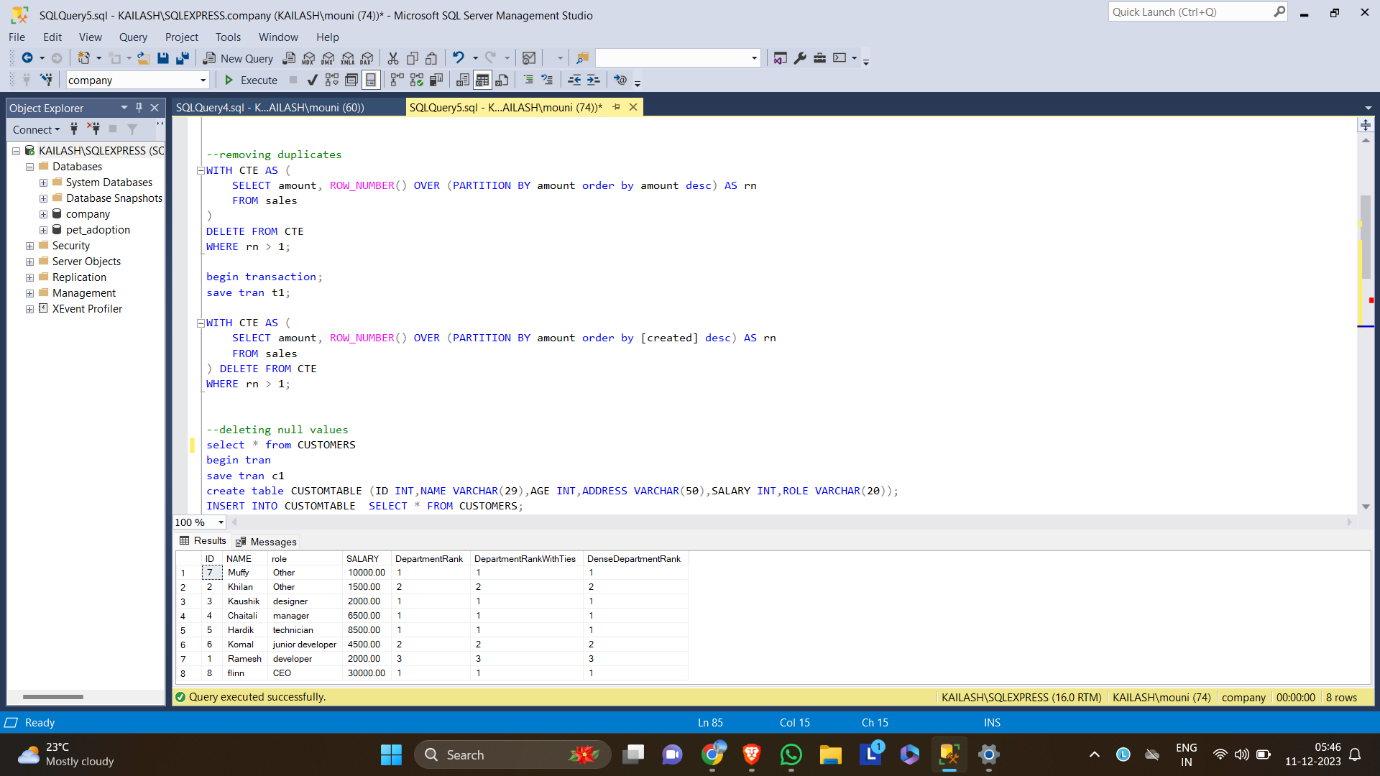 SQLQuery5.sql - KAILASH\SQLEXPRESS.company (KAILASH\mouni (74))* - Microsoft SQL Server Management Studio
Quick Launch (Ctrl+Q)
File Edit View Query Project Tools Window Help
New Query
company
Execute
Object Explorer
SQLQuery4.sql - K...AILASH\mouni (60))
SQLQuery5.sql - K...AILASH\mouni (74))*
Connect
KAILASH\SQLEXPRESS (SC
Databases
System Databases
Database Snapshots
company
pet_adoption
Security
Server Objects
Replication
Management
XEvent Profiler
--removing duplicates
WITH CTE AS (
SELECT amount, ROW_NUMBER() OVER (PARTITION BY amount order by amount desc) AS rn
FROM sales
)
DELETE FROM CTE
WHERE rn > 1;
begin transaction;
save tran t1;
WITH CTE AS (
SELECT amount, ROW_NUMBER() OVER (PARTITION BY amount order by [created] desc) AS rn
FROM sales
) DELETE FROM CTE
WHERE rn > 1;
--deleting null values
select * from CUSTOMERS
begin tran
save tran c1
create table CUSTOMTABLE (ID INT,NAME VARCHAR(29),AGE INT,ADDRESS VARCHAR(50),SALARY INT,ROLE VARCHAR(20));
INSERT INTO CUSTOMTABLE  SELECT * FROM CUSTOMERS;
100 %
Results Messages
ID NAME role SALARY DepartmentRank DepartmentRankWithTies DenseDepartmentRank
1 7 Muffy Other 10000.00 1 1 1
2 2 Khilan Other 1500.00 2 2 2
3 3 Kaushik designer 2000.00 1 1 1
4 4 Chaitali manager 6500.00 1 1 1
5 5 Hardik technician 8500.00 1 1 1
6 6 Komal junior developer 4500.00 2 2 2
7 1 Ramesh developer 2000.00 3 3 3
8 8 flinn CEO 30000.00 1 1 1
Query executed successfully.
KAILASH\SQLEXPRESS (16.0 RTM) KAILASH\mouni (74) company 00:00:00 8 rows
Ready
Ln 85 Col 15 Ch 15 INS
23°C
Mostly cloudy
Search
1
ENG
IN
05:46
11-12-2023